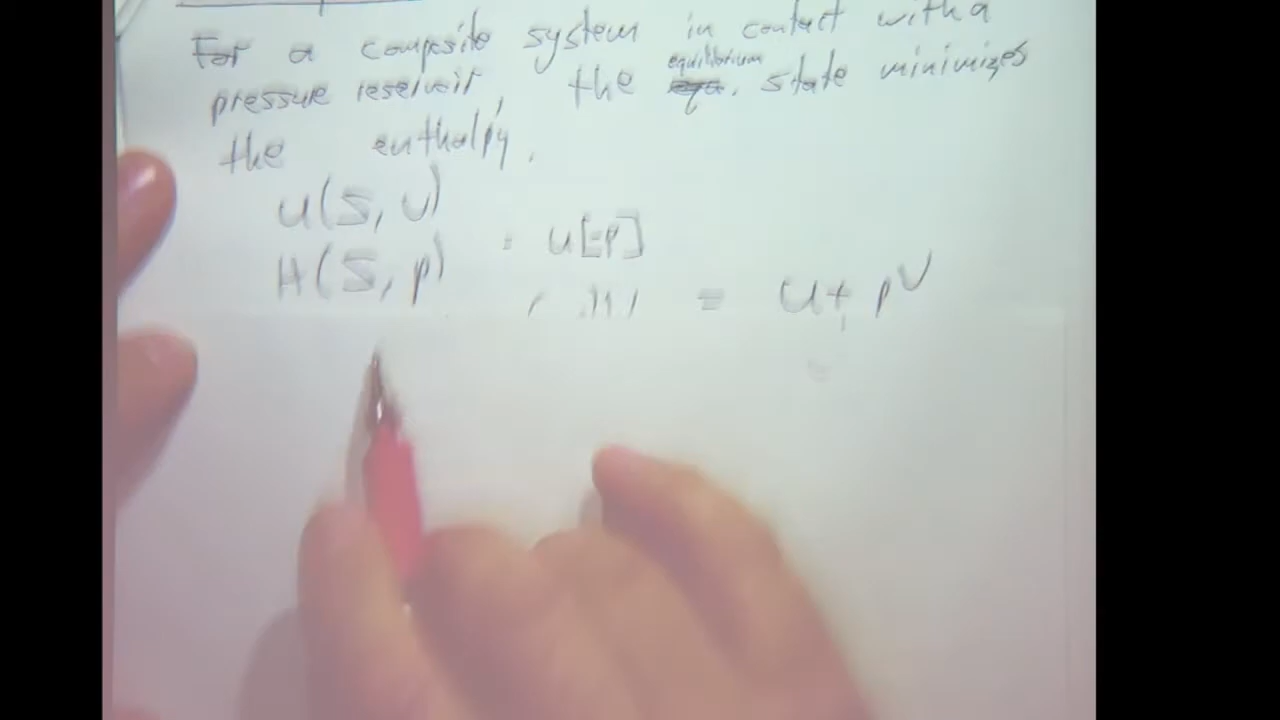 For a composite system in contact with a
pressure reservoir, the equilibrium state minimizes
the enthalpy.
U(S, V)
H(S, p) = U[-p]
≡ U + pV